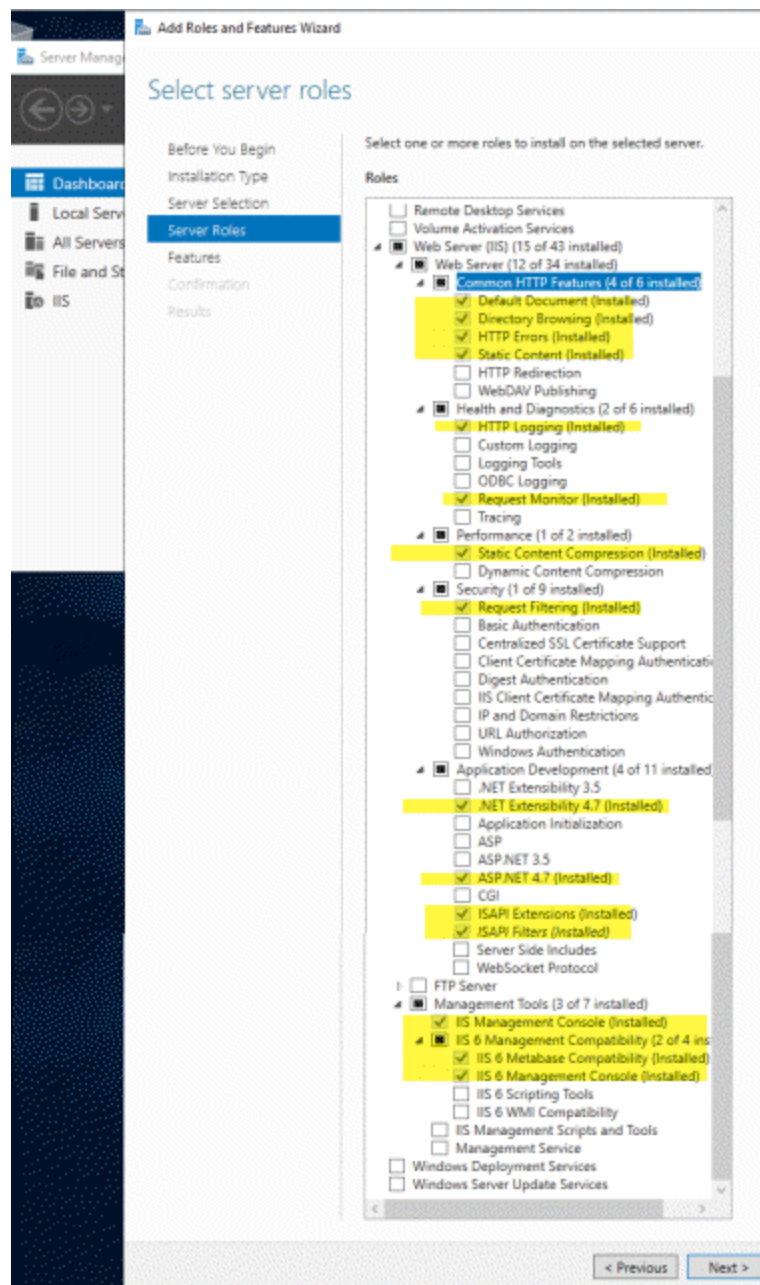 Add Roles and Features Wizard
Server Manag
Select server roles
Before You Begin
Installation Type
Server Selection
Server Roles
Features
Confirmation
Results
Dashboard
Local Serv
All Servers
File and St
IIS
Select one or more roles to install on the selected server.
Roles
Remote Desktop Services
Volume Activation Services
Web Server (IIS) (15 of 43 installed)
Web Server (12 of 34 installed)
Common HTTP Features (4 of 6 installed)
Default Document (Installed)
Directory Browsing (Installed)
HTTP Errors (Installed)
Static Content (Installed)
HTTP Redirection
WebDAV Publishing
Health and Diagnostics (2 of 6 installed)
HTTP Logging (Installed)
Custom Logging
Logging Tools
ODBC Logging
Request Monitor (Installed)
Tracing
Performance (1 of 2 installed)
Static Content Compression (Installed)
Dynamic Content Compression
Security (1 of 9 installed)
Request Filtering (Installed)
Basic Authentication
Centralized SSL Certificate Support
Client Certificate Mapping Authenticati
Digest Authentication
IIS Client Certificate Mapping Authentic
IP and Domain Restrictions
URL Authorization
Windows Authentication
Application Development (4 of 11 installed)
.NET Extensibility 3.5
.NET Extensibility 4.7 (Installed)
Application Initialization
ASP
ASP.NET 3.5
ASP.NET 4.7 (Installed)
CGI
ISAPI Extensions (Installed)
ISAPI Filters (Installed)
Server Side Includes
WebSocket Protocol
FTP Server
Management Tools (3 of 7 installed)
IIS Management Console (Installed)
IIS 6 Management Compatibility (2 of 4 ins
IIS 6 Metabase Compatibility (Installed)
IIS 6 Management Console (Installed)
IIS 6 Scripting Tools
IIS 6 WMI Compatibility
IIS Management Scripts and Tools
Management Service
Windows Deployment Services
Windows Server Update Services
< Previous
Next >